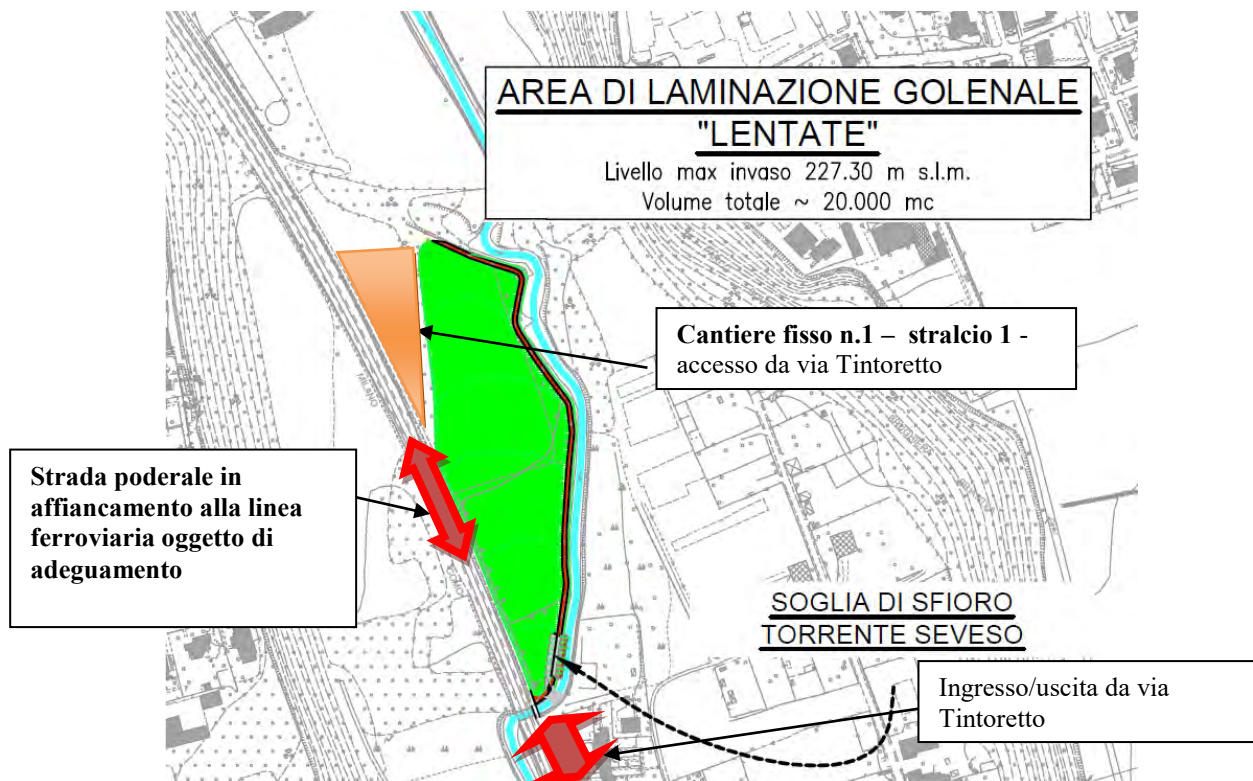 AREA DI LAMINAZIONE GOLENALE
"LENTATE"
Livello max invaso 227.30 m s.l.m.
Volume totale ~ 20.000 mc
Cantiere fisso n.1 – stralcio 1 -
accesso da via Tintoretto
Strada poderale in
affiancamento alla linea
ferroviaria oggetto di
adeguamento
SOGLIA DI SFIORO
TORRENTE SEVESO
Ingresso/uscita da via
Tintoretto